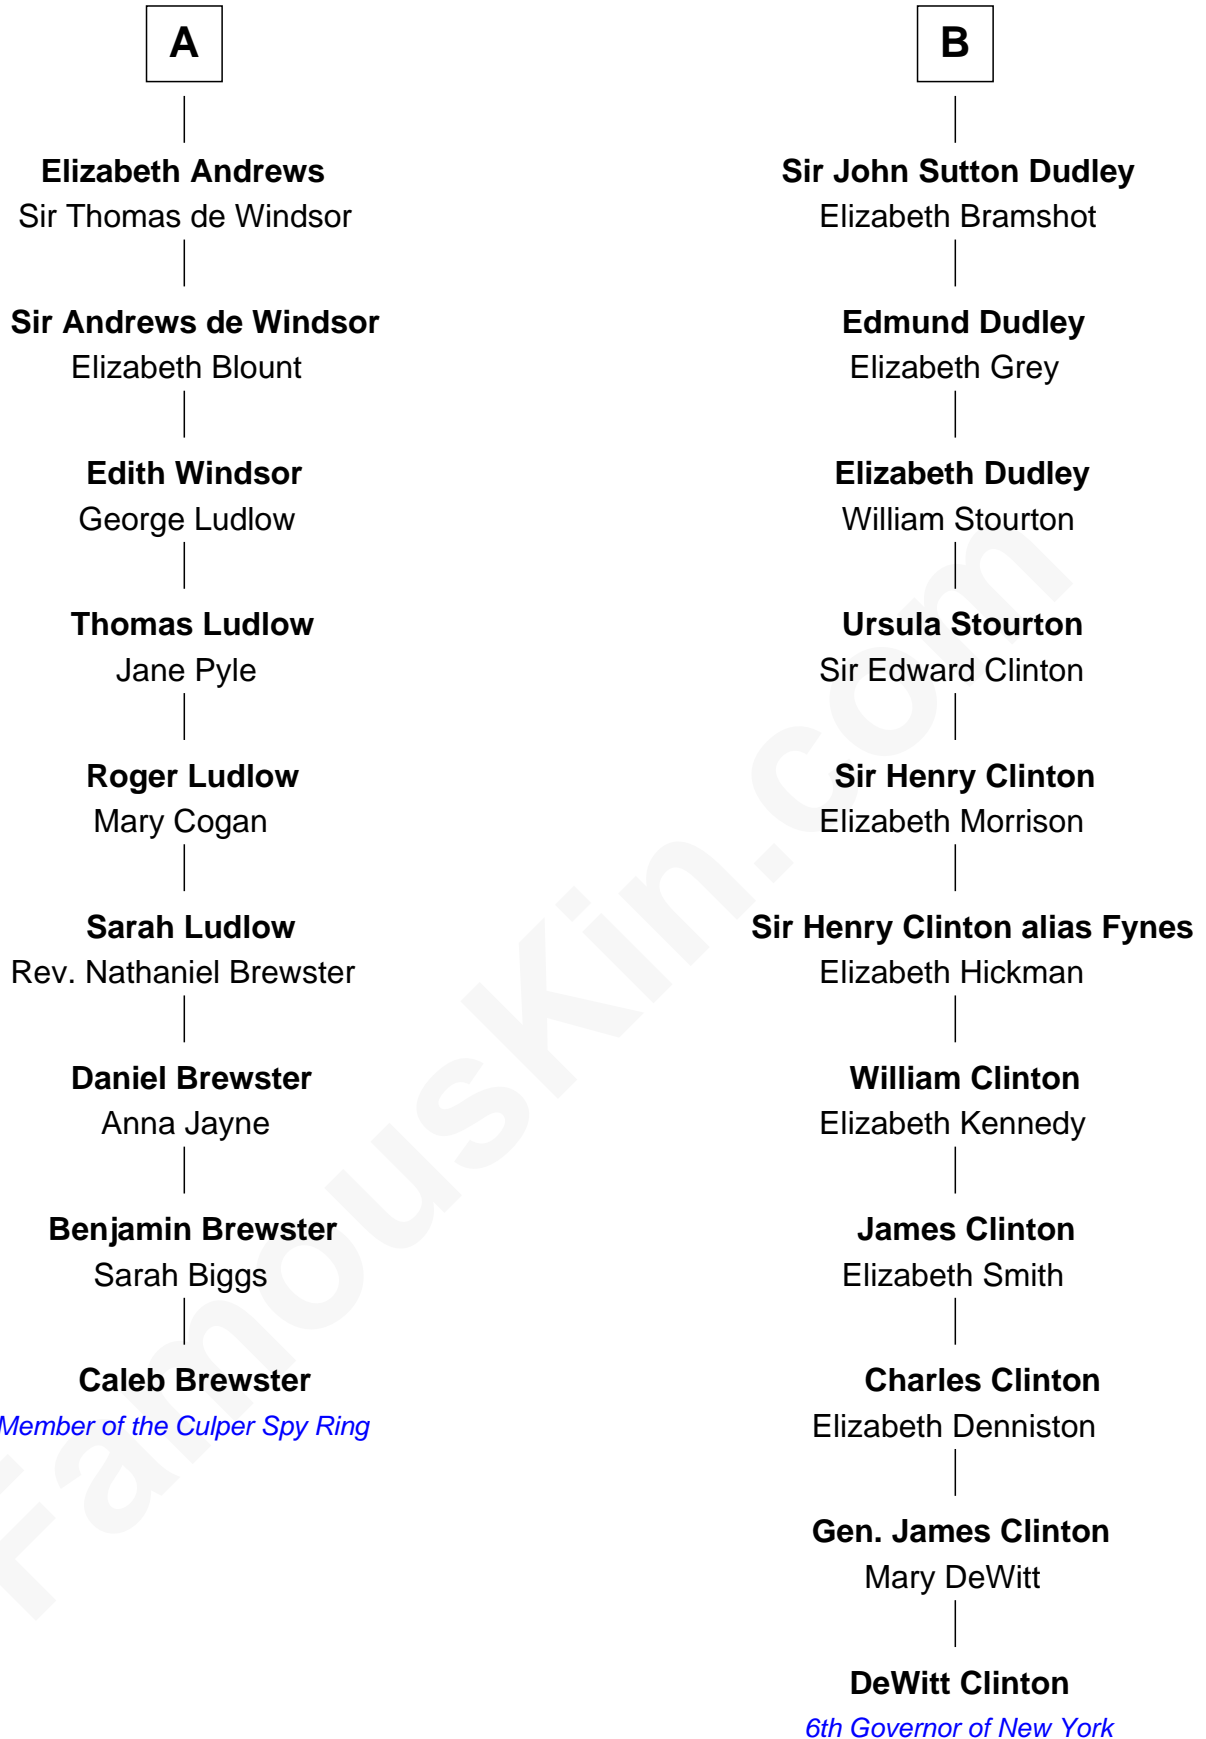 A
Elizabeth Andrews
Sir Thomas de Windsor
Sir Andrews de Windsor
Elizabeth Blount
Edith Windsor
George Ludlow
Thomas Ludlow
Jane Pyle
Roger Ludlow
Mary Cogan
Sarah Ludlow
Rev. Nathaniel Brewster
Daniel Brewster
Anna Jayne
Benjamin Brewster
Sarah Biggs
Caleb Brewster
Member of the Culper Spy Ring
B
Sir John Sutton Dudley
Elizabeth Bramshot
Edmund Dudley
Elizabeth Grey
Elizabeth Dudley
William Stourton
Ursula Stourton
Sir Edward Clinton
Sir Henry Clinton
Elizabeth Morrison
Sir Henry Clinton alias Fynes
Elizabeth Hickman
William Clinton
Elizabeth Kennedy
James Clinton
Elizabeth Smith
Charles Clinton
Elizabeth Denniston
Gen. James Clinton
Mary DeWitt
DeWitt Clinton
6th Governor of New York
FamousKin.com